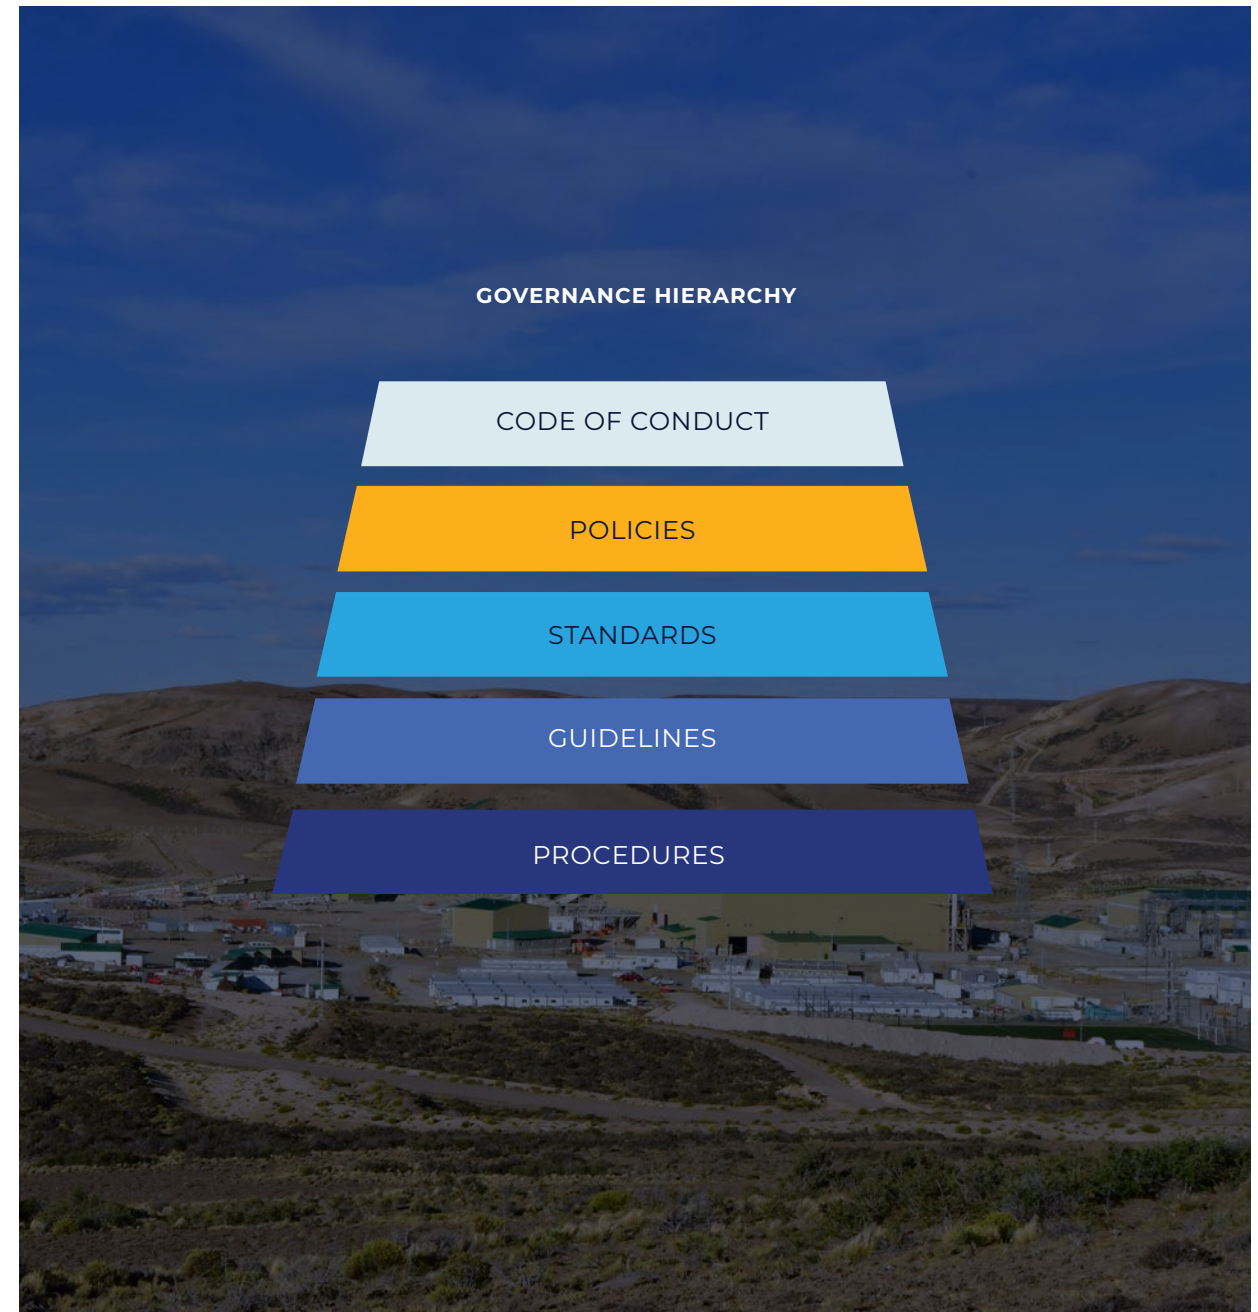 GOVERNANCE HIERARCHY
CODE OF CONDUCT
POLICIES
STANDARDS
GUIDELINES
PROCEDURES